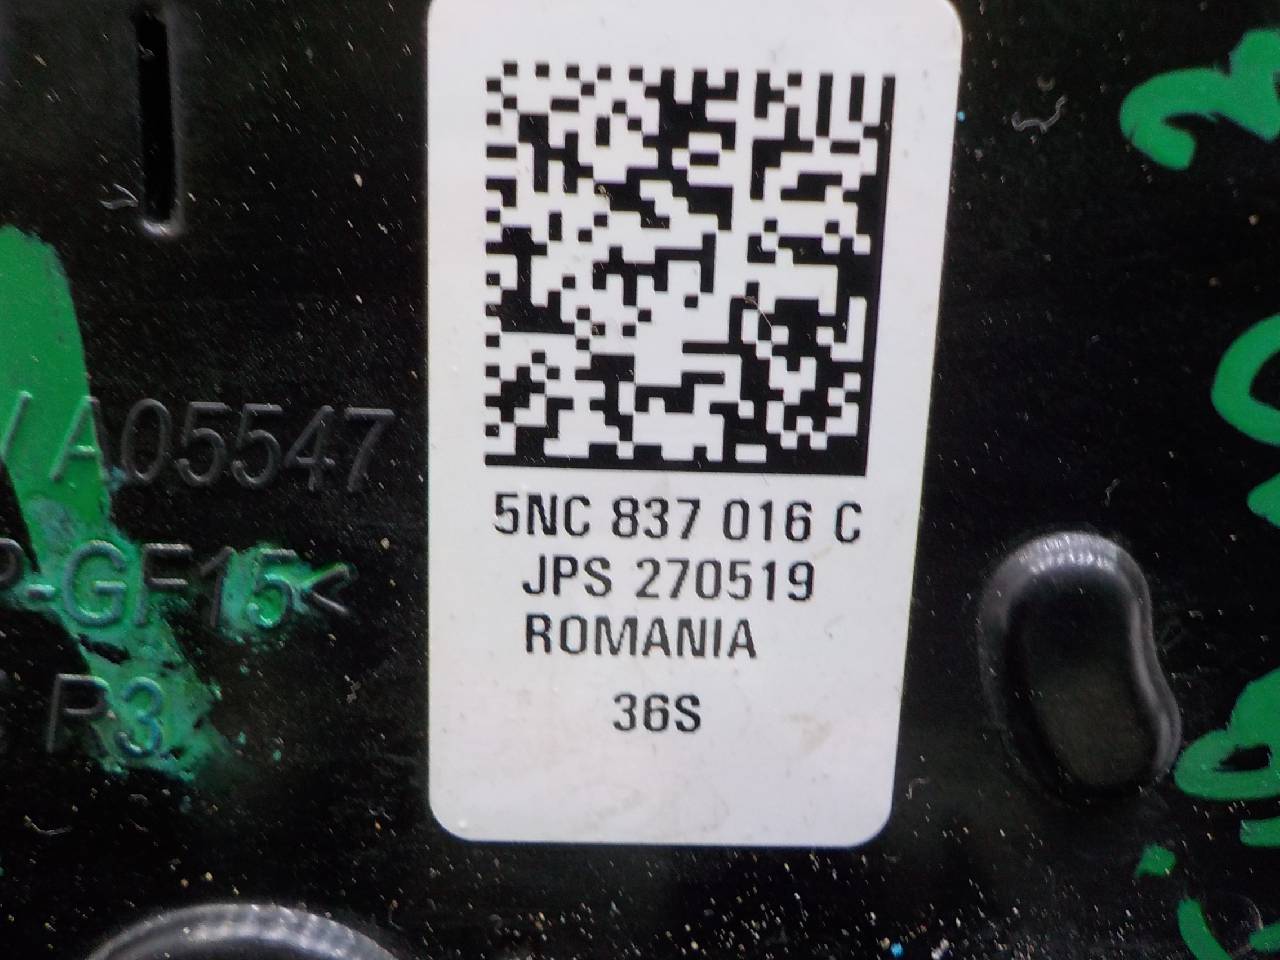 A05547
P-GF15<
P3
5NC 837 016 C
JPS 270519
ROMANIA
36S